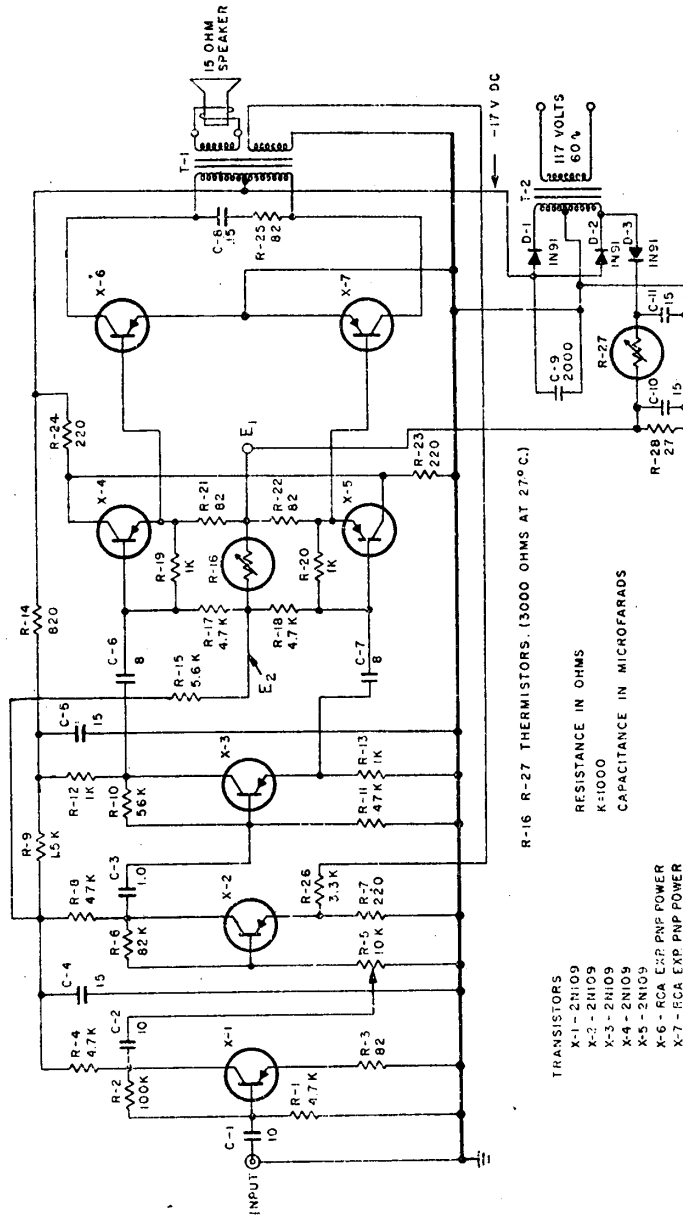 INPUT
C-1
10
R-1
4.7K
R-2
100K
R-4
4.7K
C-2
10
X-1
R-3
82
C-4
15
R-6
82K
R-8
47K
C-3
1.0
X-2
R-5
10K
R-7
220
R-26
3.3K
R-9
1.5K
R-12
1K
R-10
56K
X-3
R-11
47K
R-13
1K
C-5
15
R-14
820
R-15
5.6K
C-6
8
C-7
8
E2
R-17
4.7K
R-18
4.7K
R-19
1K
R-16
R-20
1K
X-4
X-5
R-21
82
R-22
82
E1
R-24
220
R-23
220
X-6
X-7
C-8
.15
R-25
82
T-1
15 OHM
SPEAKER
-17 V DC
117 VOLTS
60~
T-2
D-1
1N91
D-2
1N91
D-3
1N91
C-9
2000
R-27
C-11
15
C-10
15
R-28
27
R-16 R-27 THERMISTORS. (3000 OHMS AT 27° C.)
RESISTANCE IN OHMS
K=1000
CAPACITANCE IN MICROFARADS
TRANSISTORS
X-1 - 2N109
X-2 - 2N109
X-3 - 2N109
X-4 - 2N109
X-5 - 2N109
X-6 - RCA EXP. PNP POWER
X-7 - RCA EXP. PNP POWER